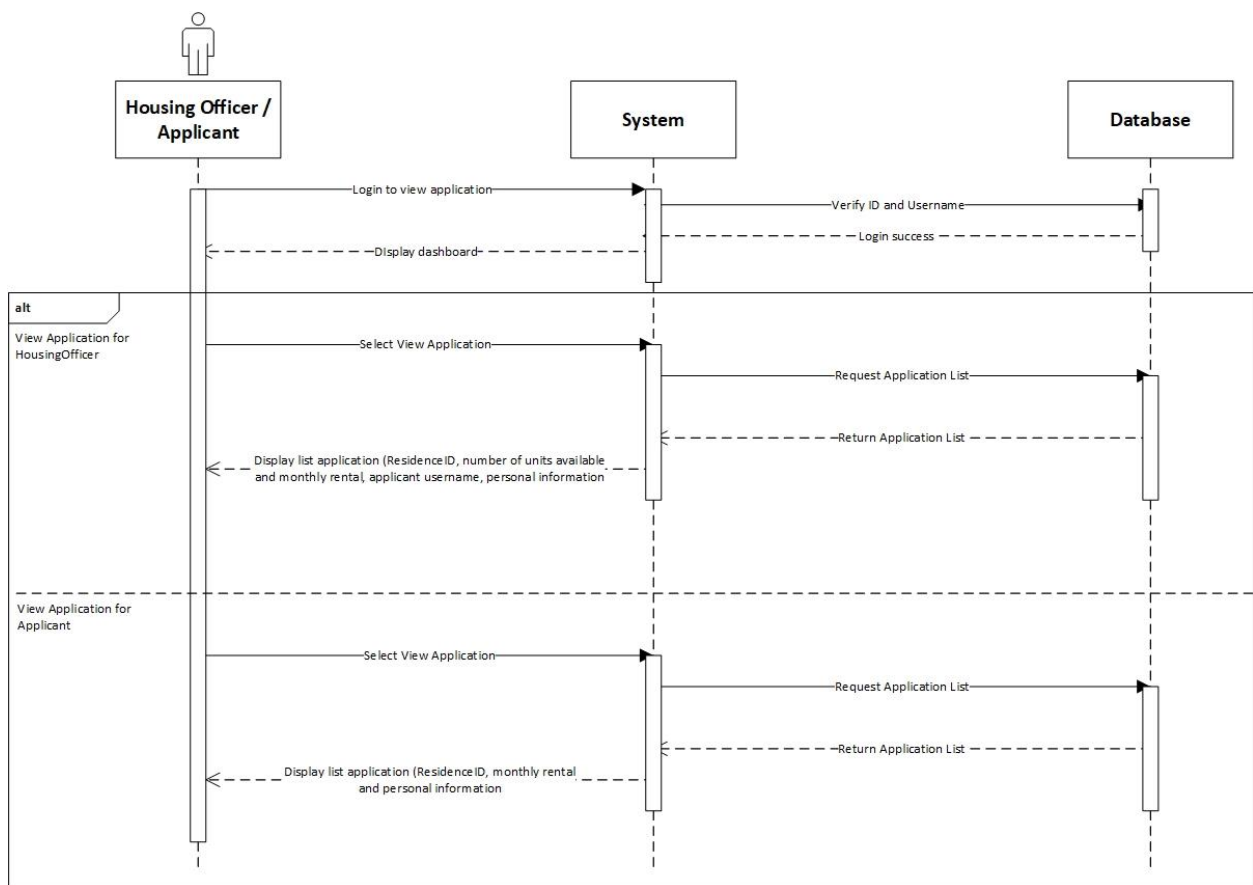 Housing Officer /
Applicant
System
Database
Login to view application
Verify ID and Username
Login success
DIsplay dashboard
alt
View Application for
HousingOfficer
Select View Application
Request Application List
Return Application List
Display list application (ResidenceID, number of units available
and monthly rental, applicant username, personal information
View Application for
Applicant
Select View Application
Request Application List
Return Application List
Display list application (ResidenceID, monthly rental
and personal information